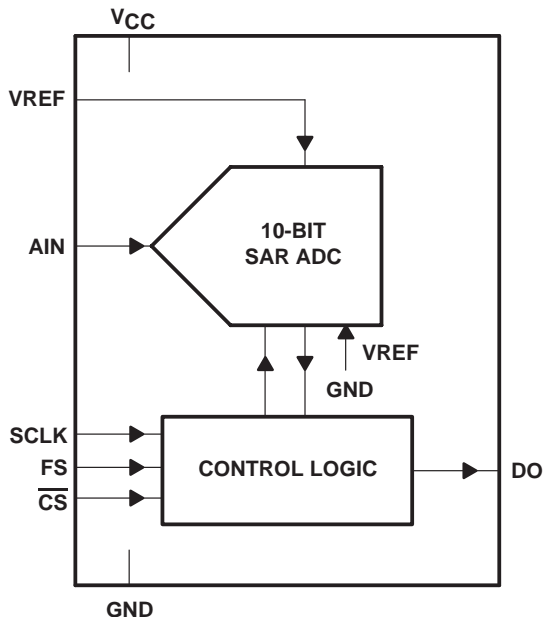 VCC
VREF
10-BIT
SAR ADC
AIN
VREF
GND
SCLK
FS
CS
CONTROL LOGIC
DO
GND